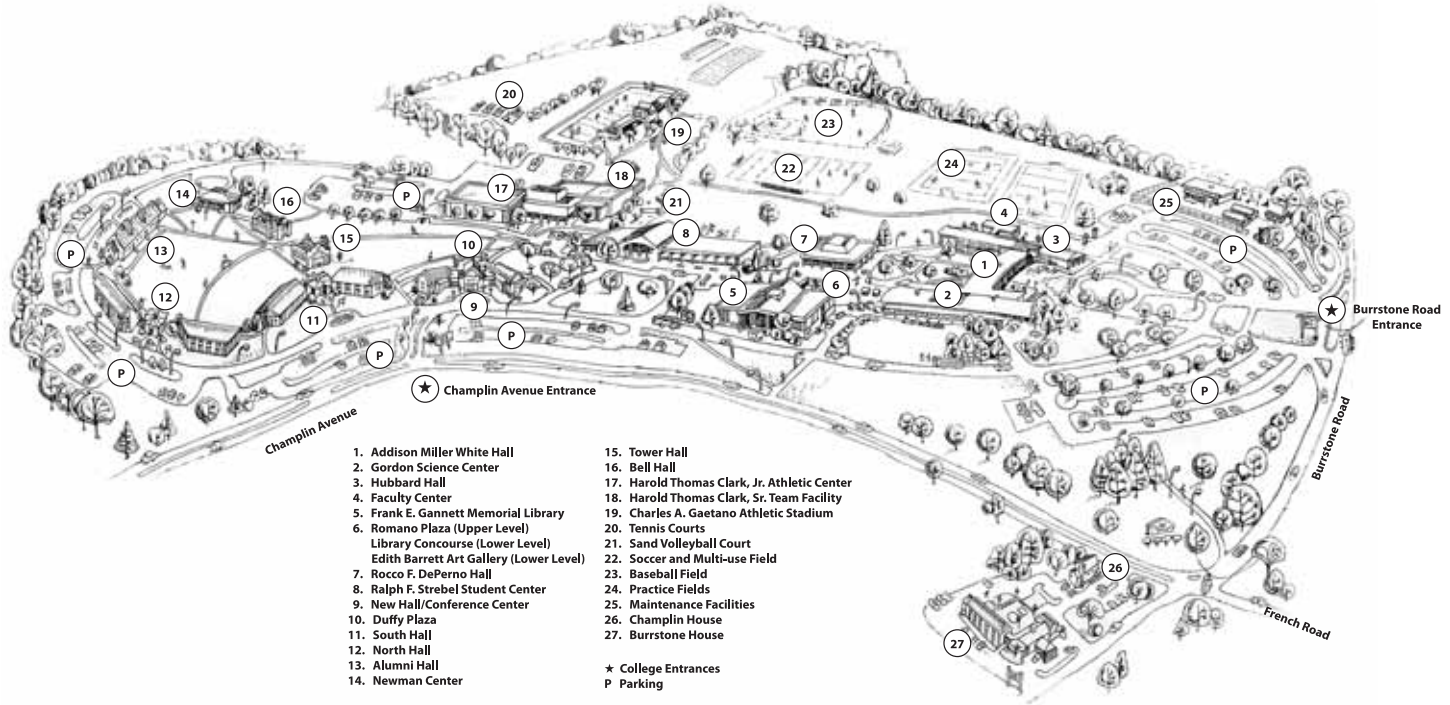 20
19
23
22
24
18
17
14
P
16
21
25
4
8
7
3
P
15
10
13
P
1
6
5
2
12
9
11
P
P
P
P
Burrstone Road
Entrance
Champlin Avenue Entrance
Champlin Avenue
Burrstone Road
French Road
26
27
1. Addison Miller White Hall
2. Gordon Science Center
3. Hubbard Hall
4. Faculty Center
5. Frank E. Gannett Memorial Library
6. Romano Plaza (Upper Level)
Library Concourse (Lower Level)
Edith Barrett Art Gallery (Lower Level)
7. Rocco F. DePerno Hall
8. Ralph F. Strebel Student Center
9. New Hall/Conference Center
10. Duffy Plaza
11. South Hall
12. North Hall
13. Alumni Hall
14. Newman Center
15. Tower Hall
16. Bell Hall
17. Harold Thomas Clark, Jr. Athletic Center
18. Harold Thomas Clark, Sr. Team Facility
19. Charles A. Gaetano Athletic Stadium
20. Tennis Courts
21. Sand Volleyball Court
22. Soccer and Multi-use Field
23. Baseball Field
24. Practice Fields
25. Maintenance Facilities
26. Champlin House
27. Burrstone House
★ College Entrances
P Parking